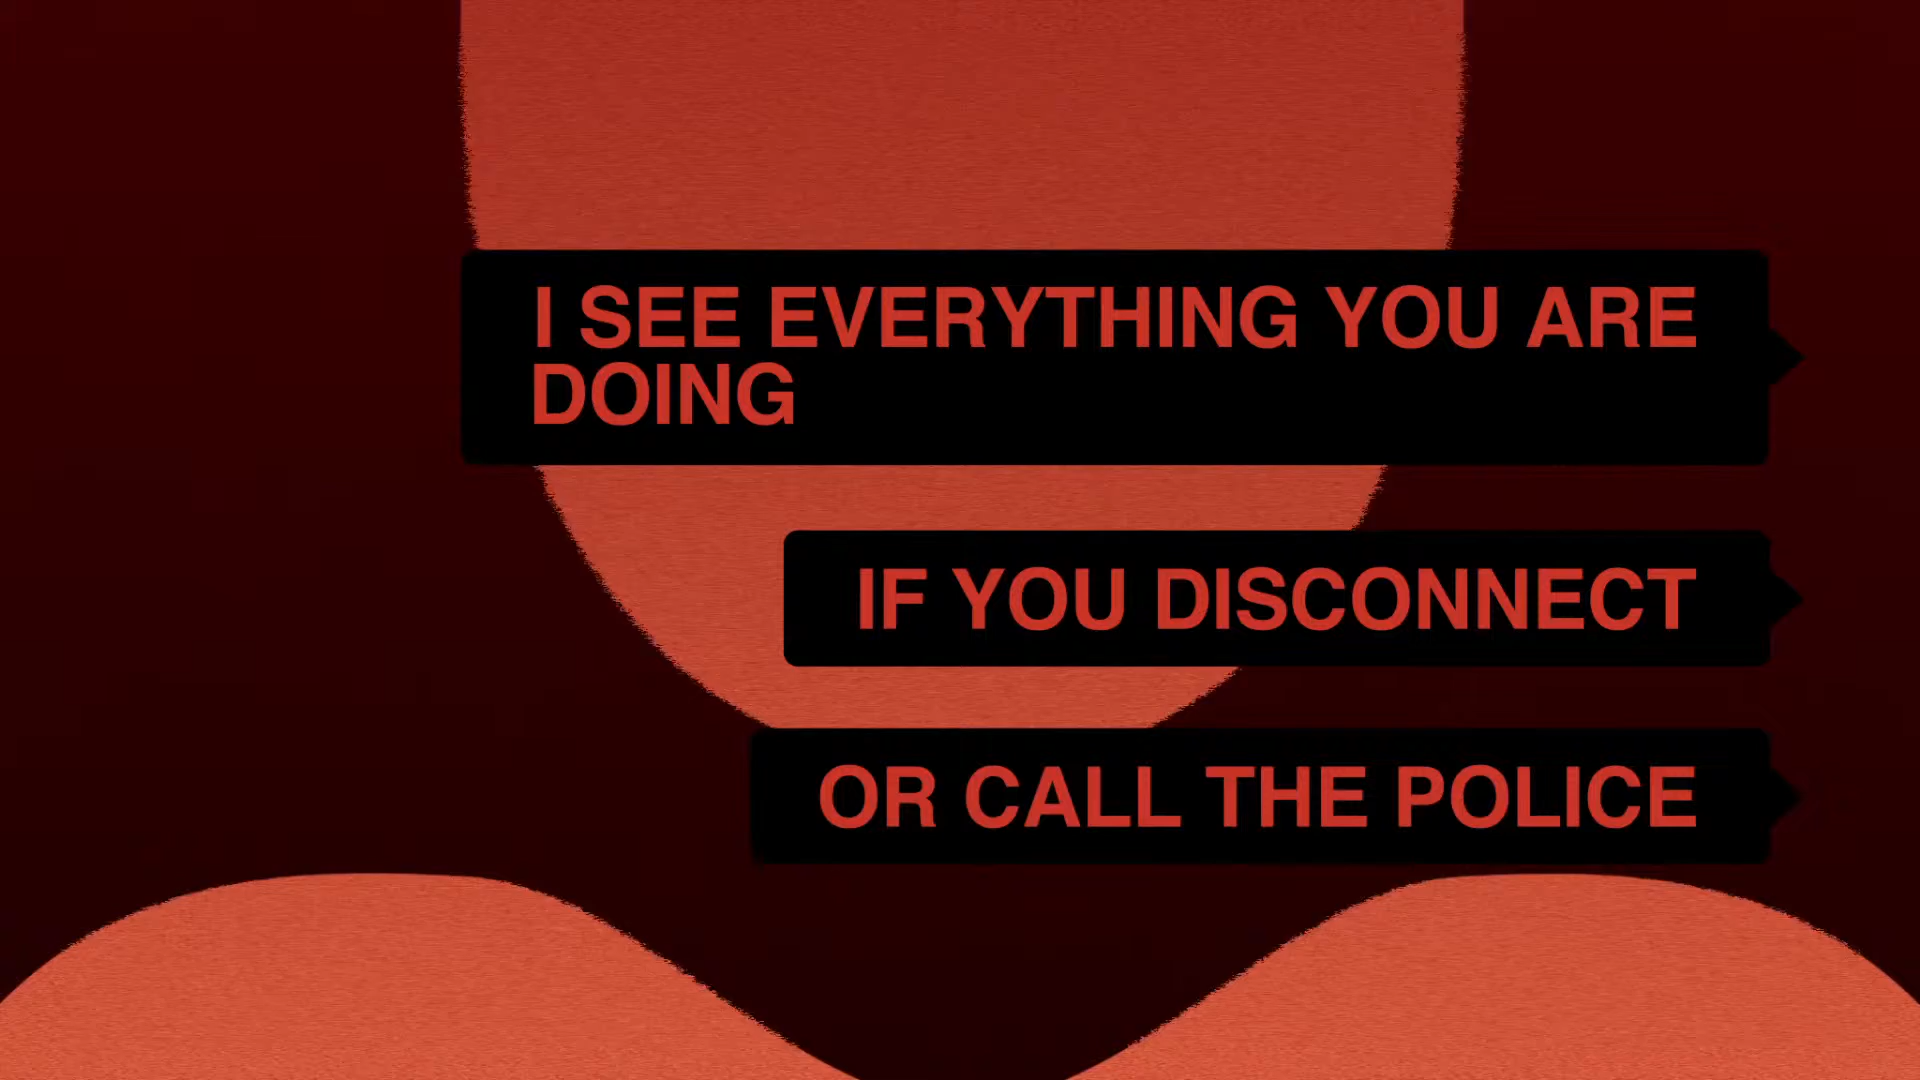 I SEE EVERYTHING YOU ARE
DOING
IF YOU DISCONNECT
OR CALL THE POLICE